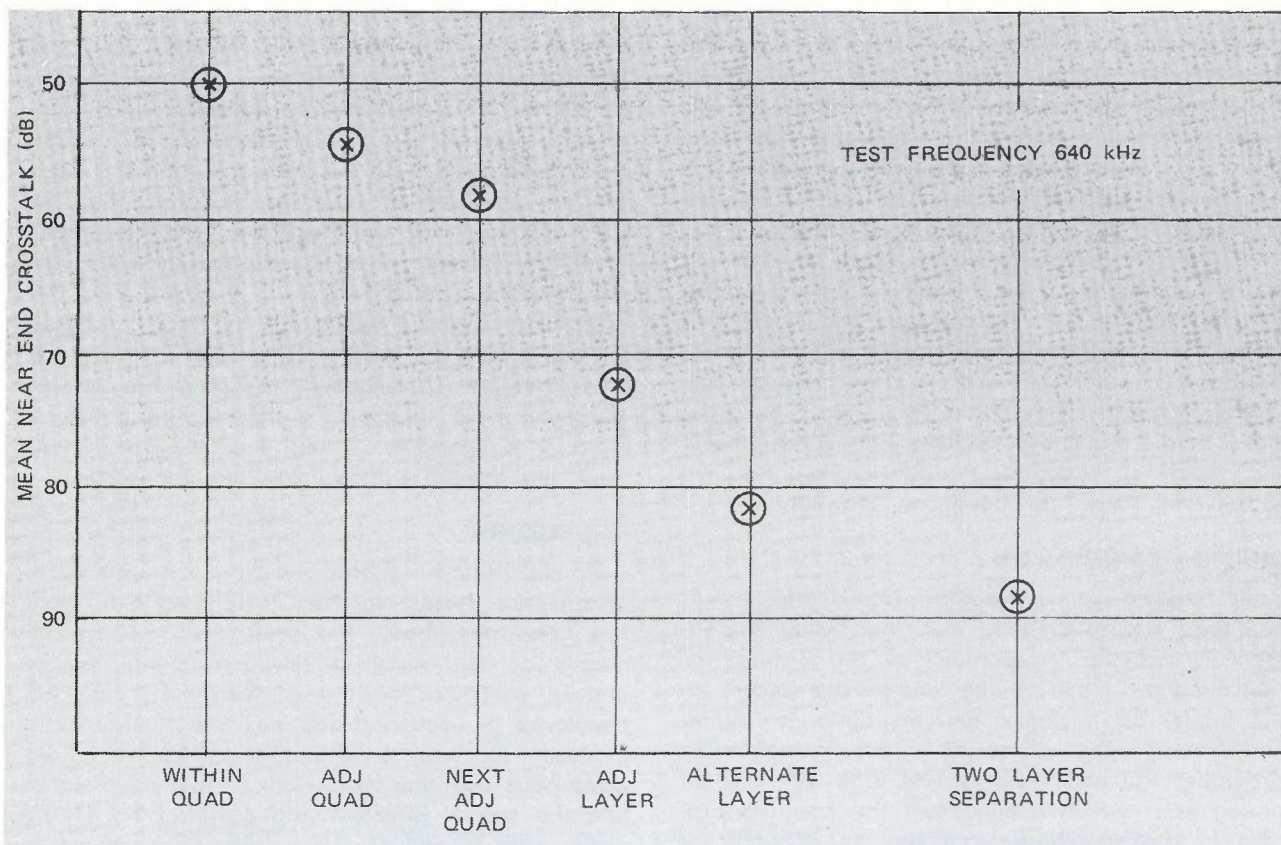 MEAN NEAR END CROSSTALK (dB)
50
60
70
80
90
TEST FREQUENCY 640 kHz
WITHIN
QUAD
ADJ
QUAD
NEXT
ADJ
QUAD
ADJ
LAYER
ALTERNATE
LAYER
TWO LAYER
SEPARATION